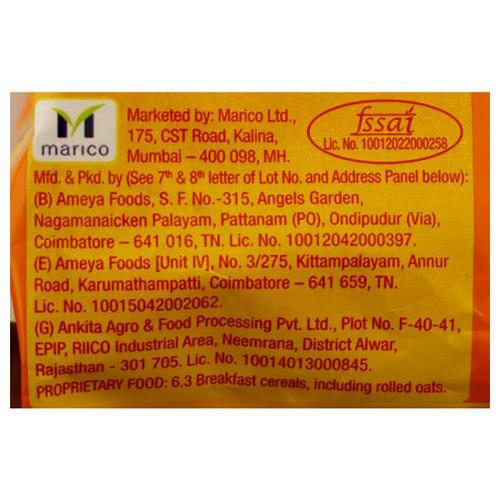 marico
Marketed by: Marico Ltd.,
175, CST Road, Kalina,
Mumbai – 400 098, MH.
fssai
Lic. No. 10012022000258
Mfd. & Pkd. by (See 7th & 8th letter of Lot No. and Address Panel below):
(B) Ameya Foods, S. F. No.-315, Angels Garden,
Nagamanaicken Palayam, Pattanam (PO), Ondipudur (Via),
Coimbatore – 641 016, TN. Lic. No. 10012042000397.
(E) Ameya Foods [Unit IV], No. 3/275, Kittampalayam, Annur
Road, Karumathampatti, Coimbatore – 641 659, TN.
Lic. No. 10015042002062.
(G) Ankita Agro & Food Processing Pvt. Ltd., Plot No. F-40-41,
EPIP, RIICO Industrial Area, Neemrana, District Alwar,
Rajasthan - 301 705. Lic. No. 10014013000845.
PROPRIETARY FOOD: 6.3 Breakfast cereals, including rolled oats.